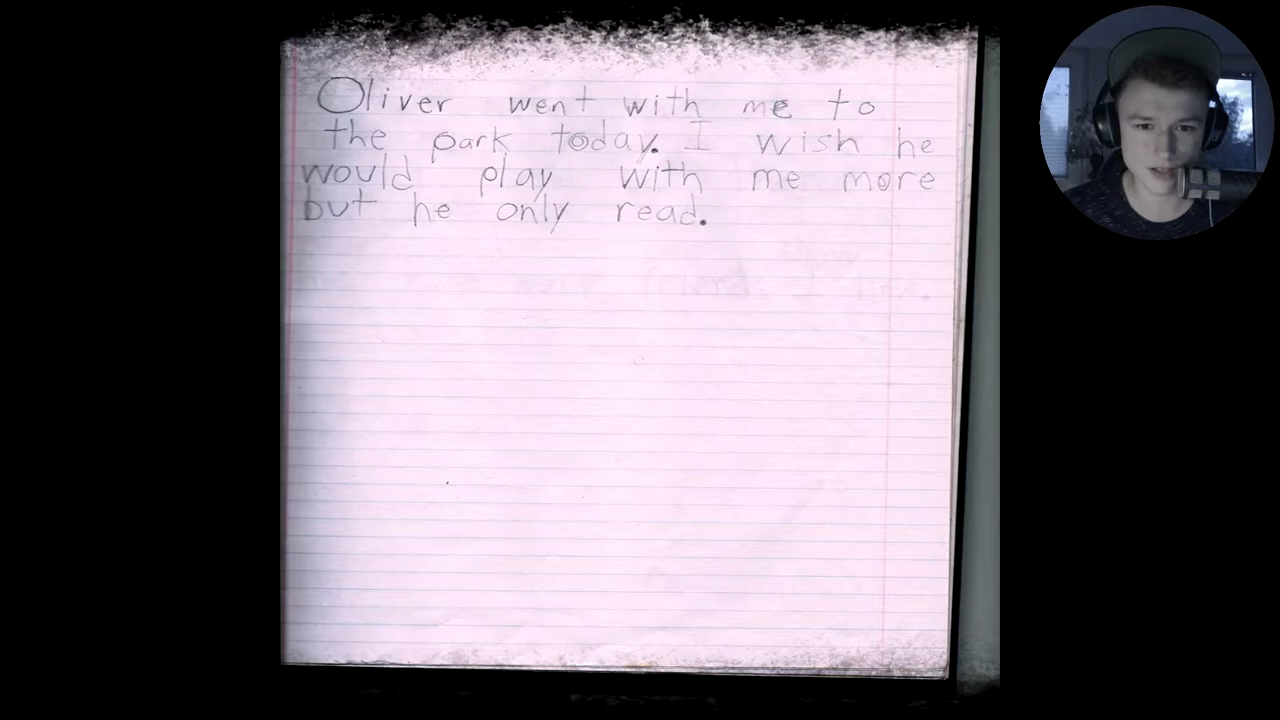 Oliver went with me to
the park today. I wish he
would play with me more
but he only read.